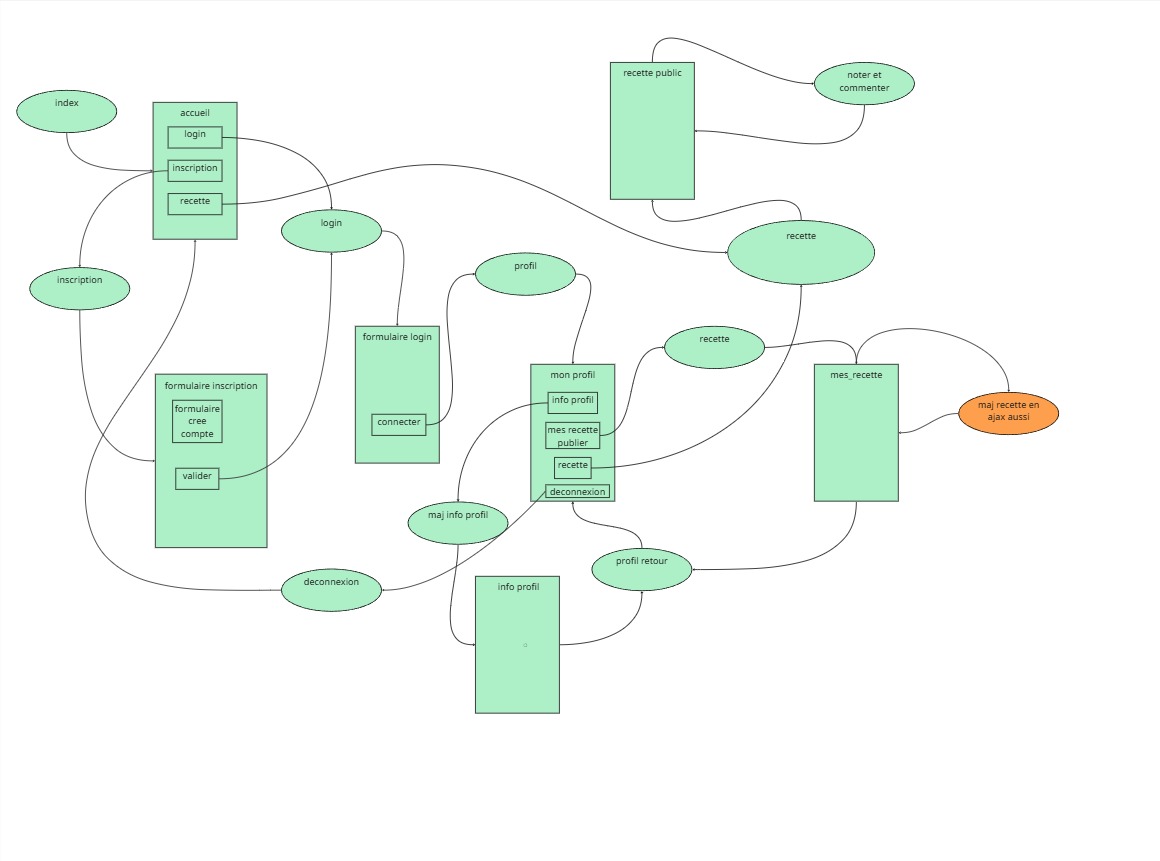 recette public
noter et
commenter
index
accueil
login
inscription
recette
login
recette
profil
inscription
formulaire login
connecter
recette
mon profil
info profil
mes recette
publier
recette
deconnexion
mes_recette
maj recette en
ajax aussi
formulaire inscription
formulaire
cree
compte
valider
maj info profil
profil retour
deconnexion
info profil